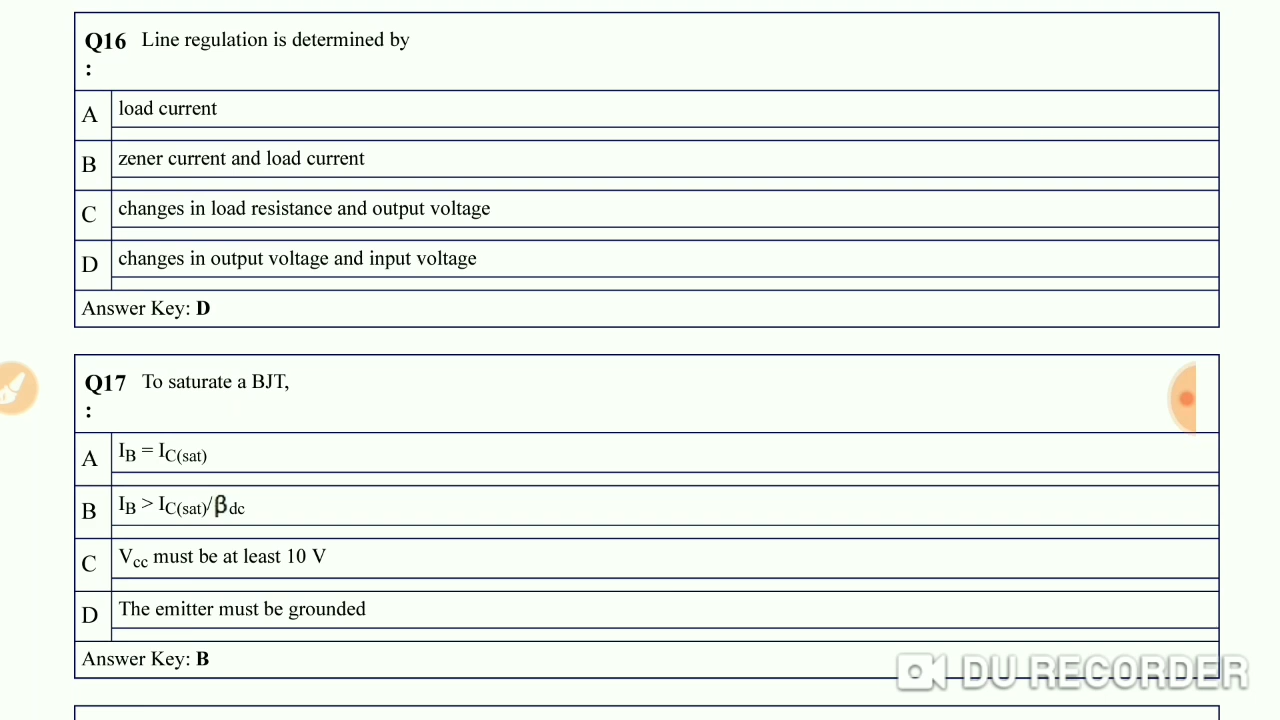 Q16 Line regulation is determined by
:
A load current
B zener current and load current
C changes in load resistance and output voltage
D changes in output voltage and input voltage
Answer Key: D
Q17 To saturate a BJT,
:
A IB = IC(sat)
B IB > IC(sat)/βdc
C Vcc must be at least 10 V
D The emitter must be grounded
Answer Key: B
DU RECORDER